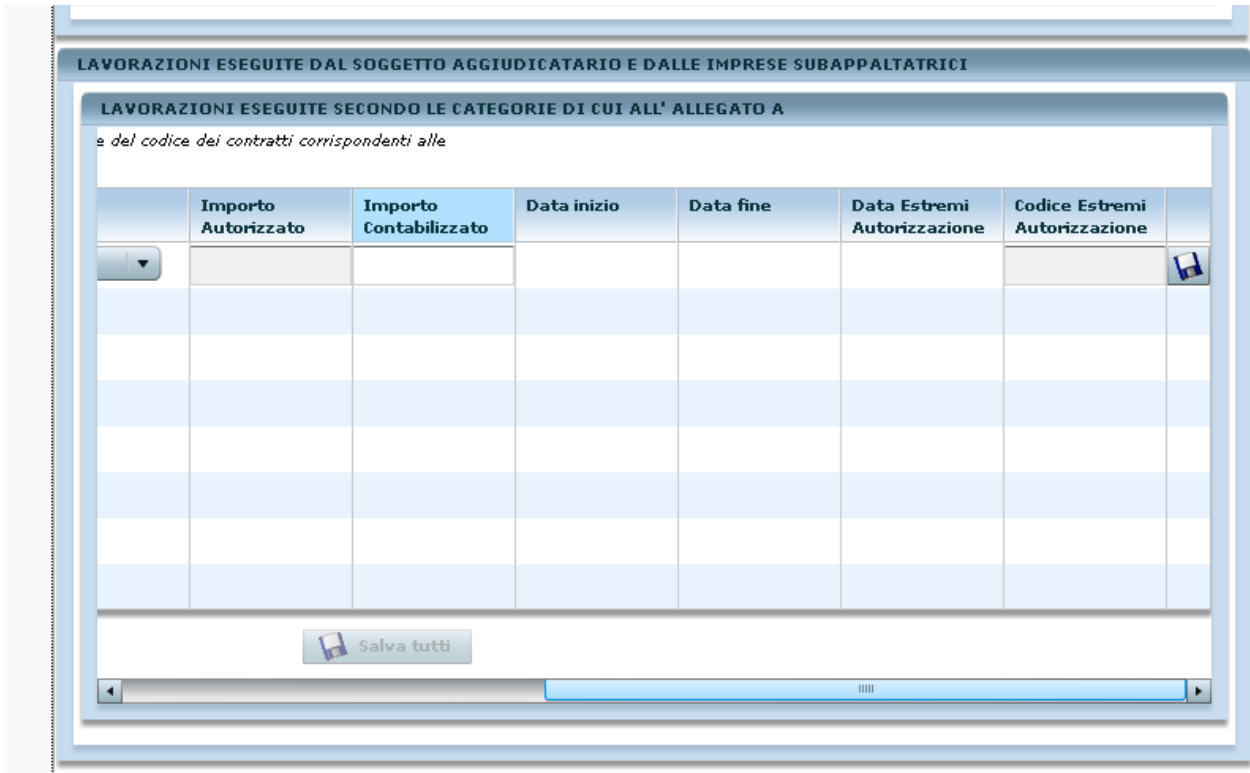 LAVORAZIONI ESEGUITE DAL SOGGETTO AGGIUDICATARIO E DALLE IMPRESE SUBAPPALTATRICI
LAVORAZIONI ESEGUITE SECONDO LE CATEGORIE DI CUI ALL' ALLEGATO A
e del codice dei contratti corrispondenti alle
Importo Autorizzato
Importo Contabilizzato
Data inizio
Data fine
Data Estremi Autorizzazione
Codice Estremi Autorizzazione
Salva tutti